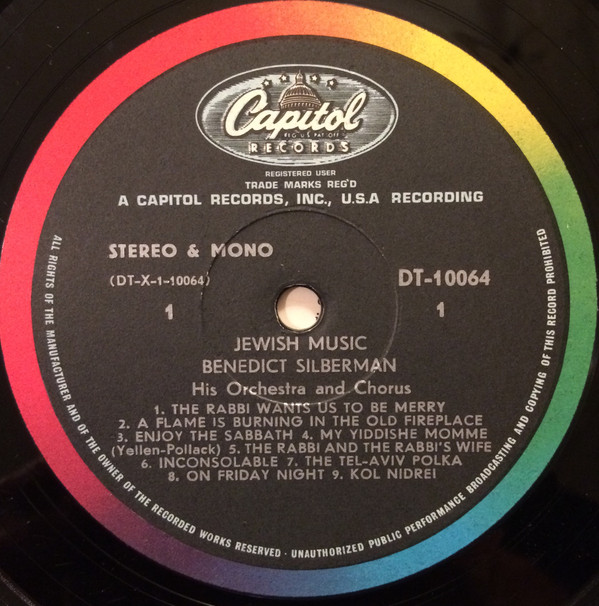 Capitol
REG. U.S. PAT. OFF.
RECORDS
REGISTERED USER
TRADE MARKS REG'D
A CAPITOL RECORDS, INC., U.S.A RECORDING
STEREO & MONO
(DT-X-1-10064)
DT-10064
1
1
JEWISH MUSIC
BENEDICT SILBERMAN
His Orchestra and Chorus
1. THE RABBI WANTS US TO BE MERRY
2. A FLAME IS BURNING IN THE OLD FIREPLACE
3. ENJOY THE SABBATH 4. MY YIDDISHE MOMME
(Yellen-Pollack) 5. THE RABBI AND THE RABBI'S WIFE
6. INCONSOLABLE 7. THE TEL-AVIV POLKA
8. ON FRIDAY NIGHT 9. KOL NIDREI
ALL RIGHTS OF THE MANUFACTURER AND OF THE OWNER OF THE RECORDED WORKS RESERVED · UNAUTHORIZED PUBLIC PERFORMANCE BROADCASTING AND COPYING OF THIS RECORD PROHIBITED